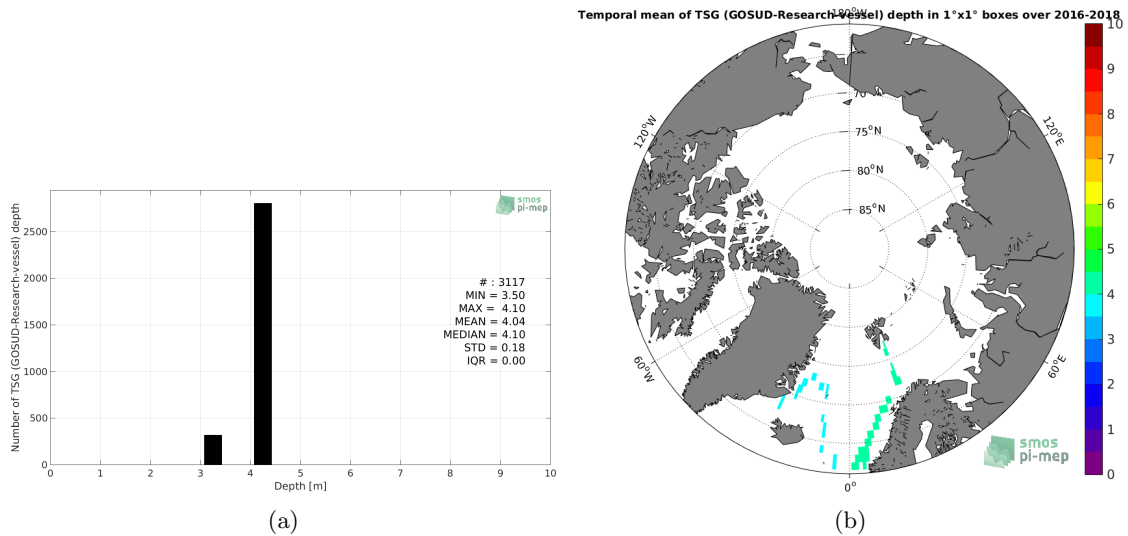 Number of TSG (GOSUD-Research-vessel) depth
2500
2000
1500
1000
500
0
0 1 2 3 4 5 6 7 8 9 10
Depth [m]
smos
pi-mep
# : 3117
MIN = 3.50
MAX = 4.10
MEAN = 4.04
MEDIAN = 4.10
STD = 0.18
IQR = 0.00
(a)
Temporal mean of TSG (GOSUD-Research-vessel) depth in 1°x1° boxes over 2016-2018
180°W
120°W
120°E
60°W
60°E
0°
70°N
75°N
80°N
85°N
10
9
8
7
6
5
4
3
2
1
0
smos
pi-mep
(b)